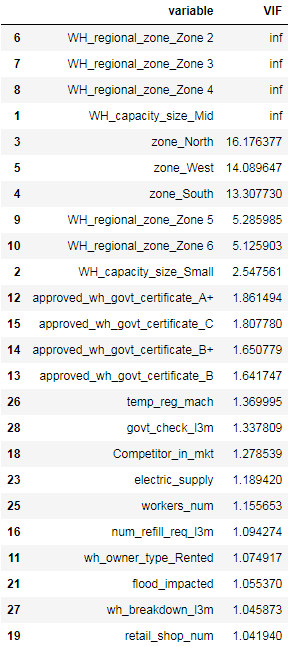 variable VIF
6 WH_regional_zone_Zone 2 inf
7 WH_regional_zone_Zone 3 inf
8 WH_regional_zone_Zone 4 inf
1 WH_capacity_size_Mid inf
3 zone_North 16.176377
5 zone_West 14.089647
4 zone_South 13.307730
9 WH_regional_zone_Zone 5 5.285985
10 WH_regional_zone_Zone 6 5.125903
2 WH_capacity_size_Small 2.547561
12 approved_wh_govt_certificate_A+ 1.861494
15 approved_wh_govt_certificate_C 1.807780
14 approved_wh_govt_certificate_B+ 1.650779
13 approved_wh_govt_certificate_B 1.641747
26 temp_reg_mach 1.369995
28 govt_check_l3m 1.337809
18 Competitor_in_mkt 1.278539
23 electric_supply 1.189420
25 workers_num 1.155653
16 num_refill_req_l3m 1.094274
11 wh_owner_type_Rented 1.074917
21 flood_impacted 1.055370
27 wh_breakdown_l3m 1.045873
19 retail_shop_num 1.041940